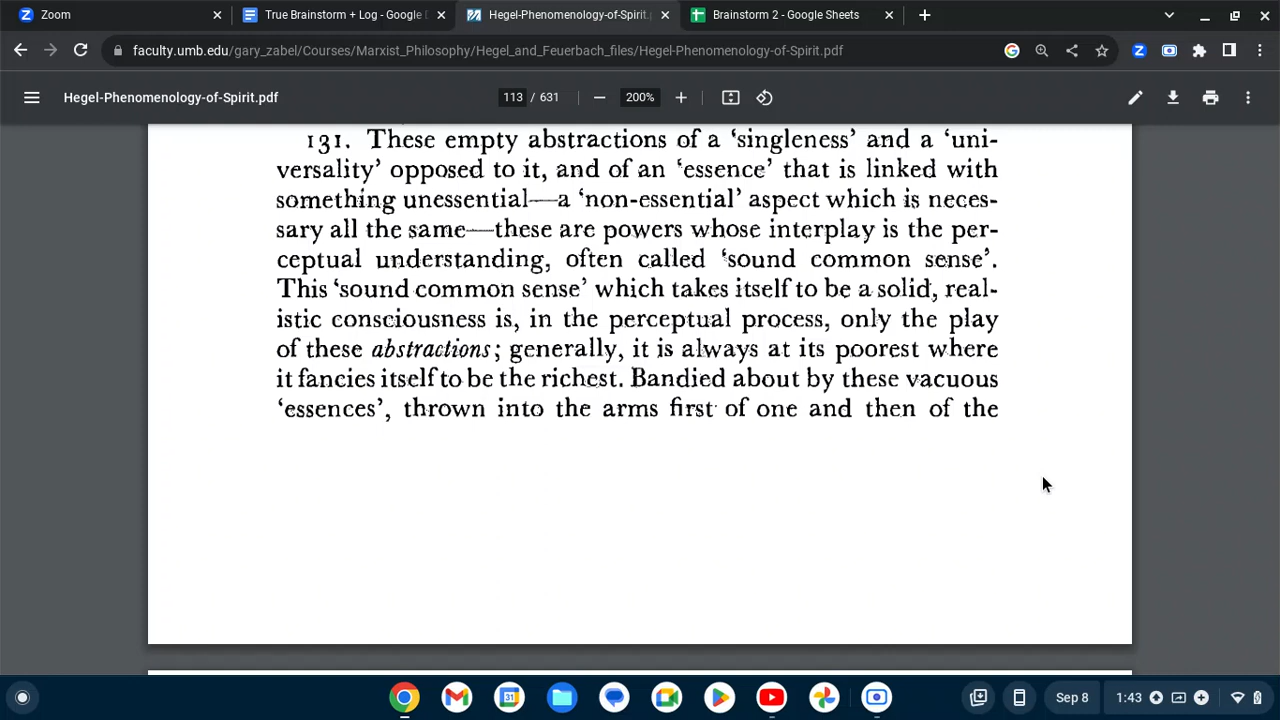 Zoom
True Brainstorm + Log - Google D
Hegel-Phenomenology-of-Spirit.
Brainstorm 2 - Google Sheets
faculty.umb.edu/gary_zabel/Courses/Marxist_Philosophy/Hegel_and_Feuerbach_files/Hegel-Phenomenology-of-Spirit.pdf
Hegel-Phenomenology-of-Spirit.pdf
113 / 631
200%
131. These empty abstractions of a ‘singleness’ and a ‘uni-
versality’ opposed to it, and of an ‘essence’ that is linked with
something unessential—a ‘non-essential’ aspect which is neces-
sary all the same—these are powers whose interplay is the per-
ceptual understanding, often called ‘sound common sense’.
This ‘sound common sense’ which takes itself to be a solid, real-
istic consciousness is, in the perceptual process, only the play
of these abstractions; generally, it is always at its poorest where
it fancies itself to be the richest. Bandied about by these vacuous
‘essences’, thrown into the arms first of one and then of the
31
Sep 8
1:43